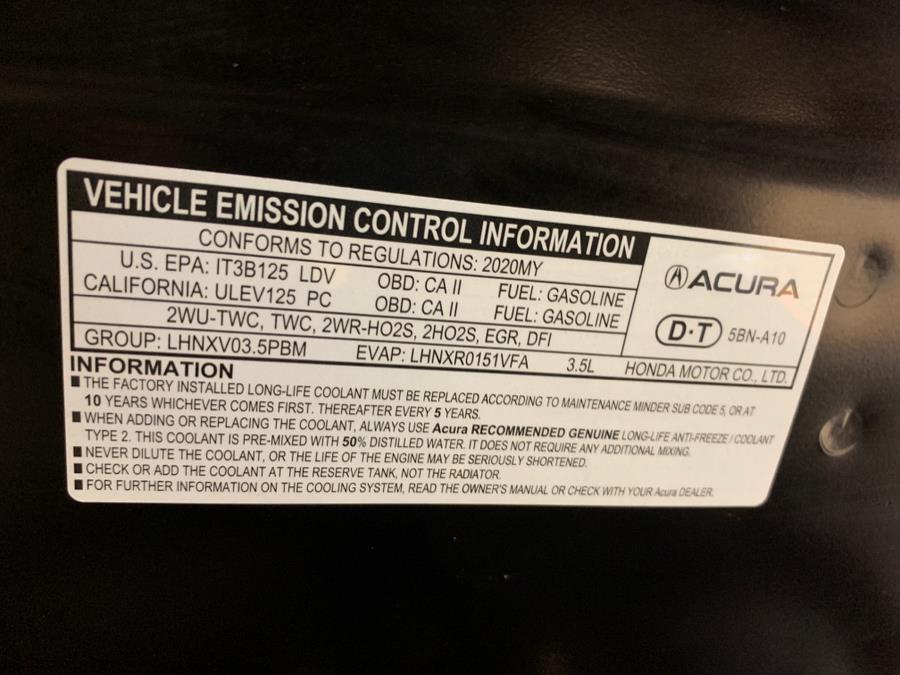 VEHICLE EMISSION CONTROL INFORMATION
CONFORMS TO REGULATIONS: 2020MY
U.S. EPA: IT3B125 LDV OBD: CA II FUEL: GASOLINE
CALIFORNIA: ULEV125 PC OBD: CA II FUEL: GASOLINE
2WU-TWC, TWC, 2WR-HO2S, 2HO2S, EGR, DFI
GROUP: LHNXV03.5PBM EVAP: LHNXR0151VFA 3.5L
ACURA
D·T 5BN-A10
HONDA MOTOR CO., LTD.
INFORMATION
■ THE FACTORY INSTALLED LONG-LIFE COOLANT MUST BE REPLACED ACCORDING TO MAINTENANCE MINDER SUB CODE 5, OR AT
10 YEARS WHICHEVER COMES FIRST. THEREAFTER EVERY 5 YEARS.
■ WHEN ADDING OR REPLACING THE COOLANT, ALWAYS USE Acura RECOMMENDED GENUINE LONG-LIFE ANTI-FREEZE / COOLANT
TYPE 2. THIS COOLANT IS PRE-MIXED WITH 50% DISTILLED WATER. IT DOES NOT REQUIRE ANY ADDITIONAL MIXING.
■ NEVER DILUTE THE COOLANT, OR THE LIFE OF THE ENGINE MAY BE SERIOUSLY SHORTENED.
■ CHECK OR ADD THE COOLANT AT THE RESERVE TANK, NOT THE RADIATOR.
■ FOR FURTHER INFORMATION ON THE COOLING SYSTEM, READ THE OWNER'S MANUAL OR CHECK WITH YOUR Acura DEALER.